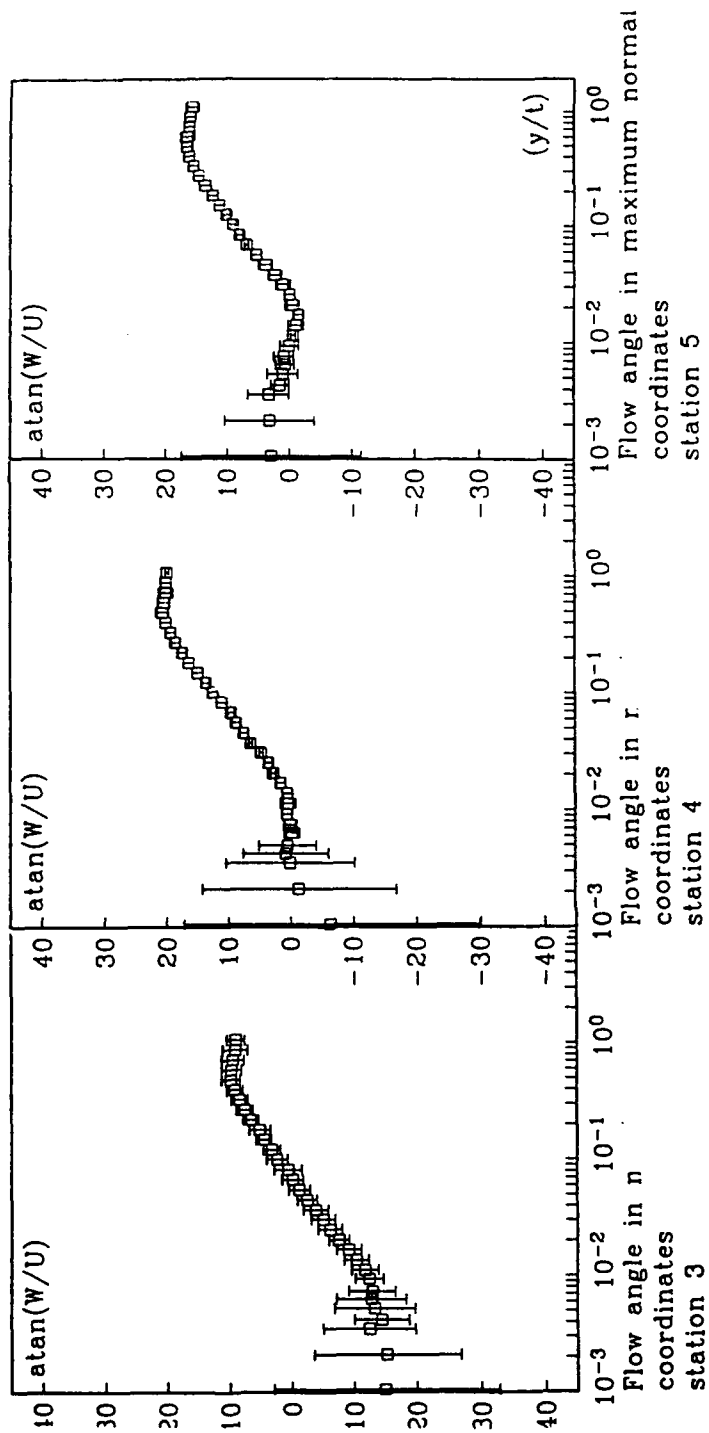 atan(W/U)
40
30
20
10
0
-10
-20
-30
-40
10^-3 10^-2 10^-1 10^0
(y/t)
Flow angle in maximum normal
coordinates
station 5
atan(W/U)
40
30
20
10
0
-10
-20
-30
-40
10^-3 10^-2 10^-1 10^0
Flow angle in r
coordinates
station 4
atan(W/U)
40
30
20
10
0
10
20
30
40
10^-3 10^-2 10^-1 10^0
Flow angle in n
coordinates
station 3